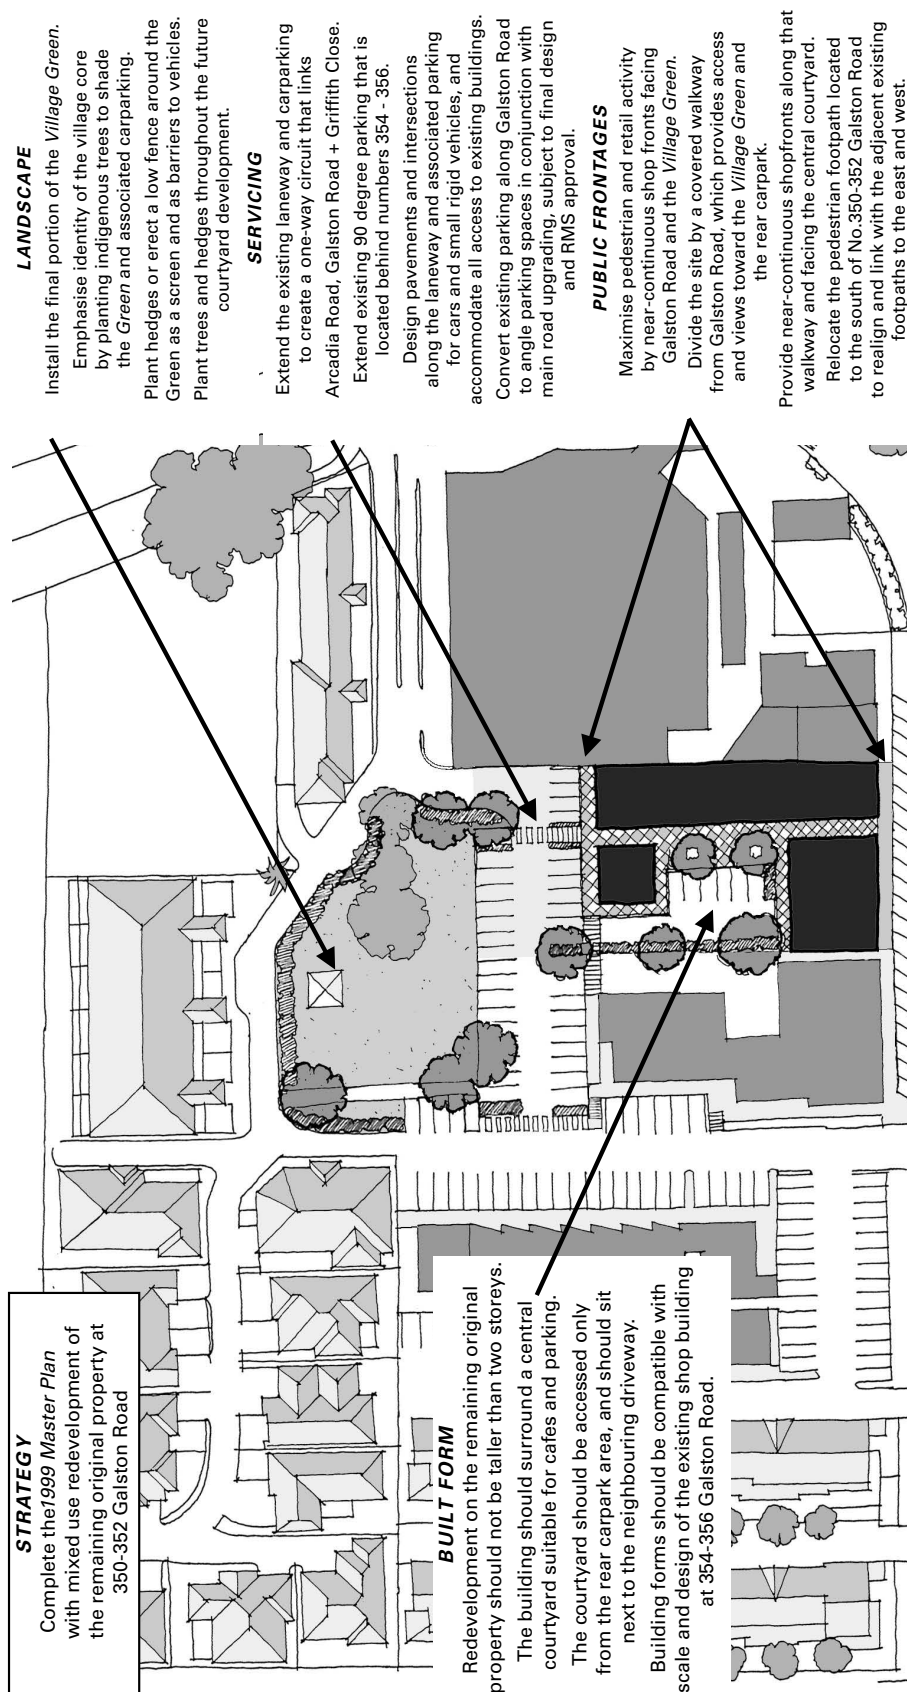 STRATEGY
Complete the1999 Master Plan
with mixed use redevelopment of
the remaining original property at
350-352 Galston Road
BUILT FORM
Redevelopment on the remaining original
property should not be taller than two storeys.
The building should surround a central
courtyard suitable for cafes and parking.
The courtyard should be accessed only
from the rear carpark area, and should sit
next to the neighbouring driveway.
Building forms should be compatible with
scale and design of the existing shop building
at 354-356 Galston Road.
LANDSCAPE
Install the final portion of the Village Green.
Emphasise identity of the village core
by planting indigenous trees to shade
the Green and associated carparking.
Plant hedges or erect a low fence around the
Green as a screen and as barriers to vehicles.
Plant trees and hedges throughout the future
courtyard development.
SERVICING
Extend the existing laneway and carparking
to create a one-way circuit that links
Arcadia Road, Galston Road + Griffith Close.
Extend existing 90 degree parking that is
located behind numbers 354 - 356.
Design pavements and intersections
along the laneway and associated parking
for cars and small rigid vehicles, and
accommodate all access to existing buildings.
Convert existing parking along Galston Road
to angle parking spaces in conjunction with
main road upgrading, subject to final design
and RMS approval.
PUBLIC FRONTAGES
Maximise pedestrian and retail activity
by near-continuous shop fronts facing
Galston Road and the Village Green.
Divide the site by a covered walkway
from Galston Road, which provides access
and views toward the Village Green and
the rear carpark.
Provide near-continuous shopfronts along that
walkway and facing the central courtyard.
Relocate the pedestrian footpath located
to the south of No.350-352 Galston Road
to realign and link with the adjacent existing
footpaths to the east and west.